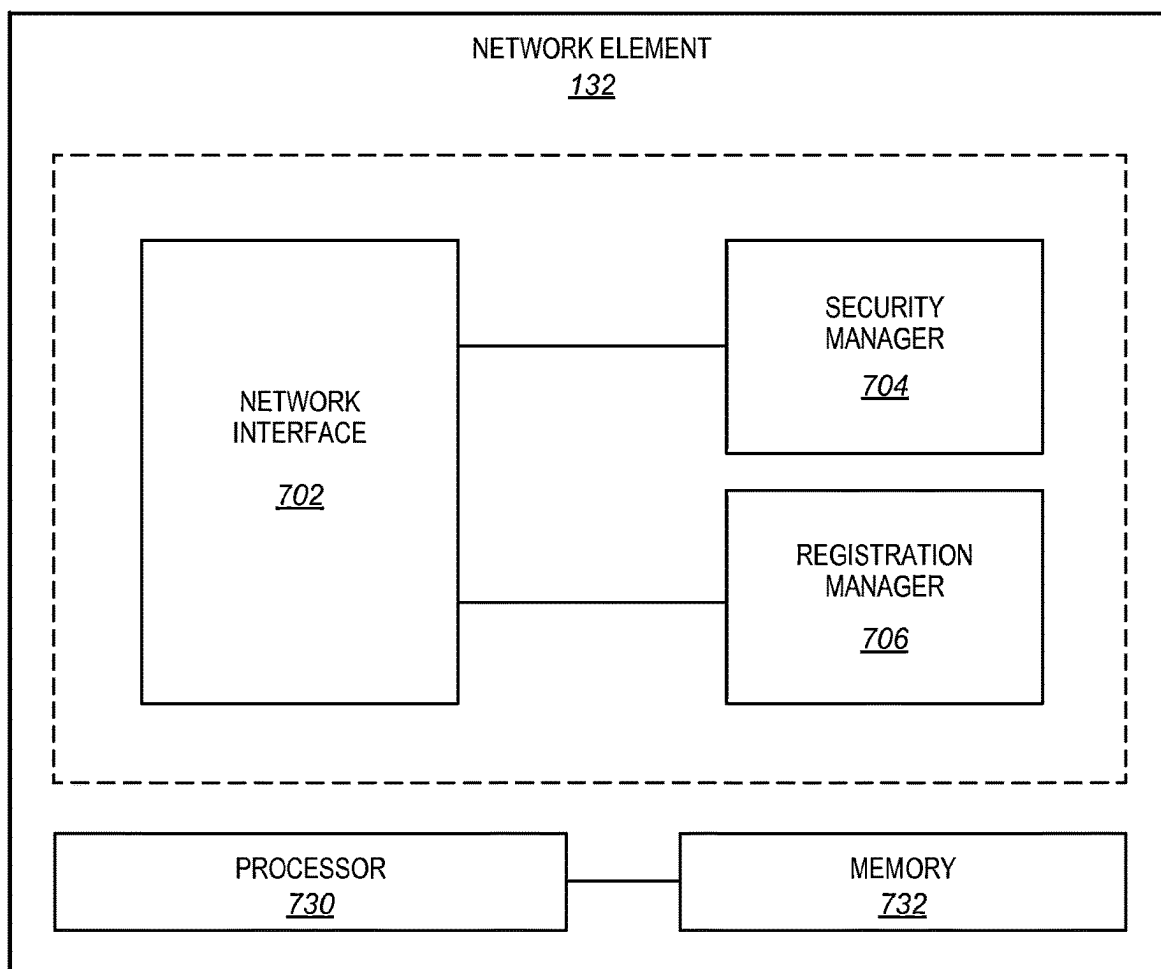 NETWORK ELEMENT
132
NETWORK
INTERFACE
702
SECURITY
MANAGER
704
REGISTRATION
MANAGER
706
PROCESSOR
730
MEMORY
732